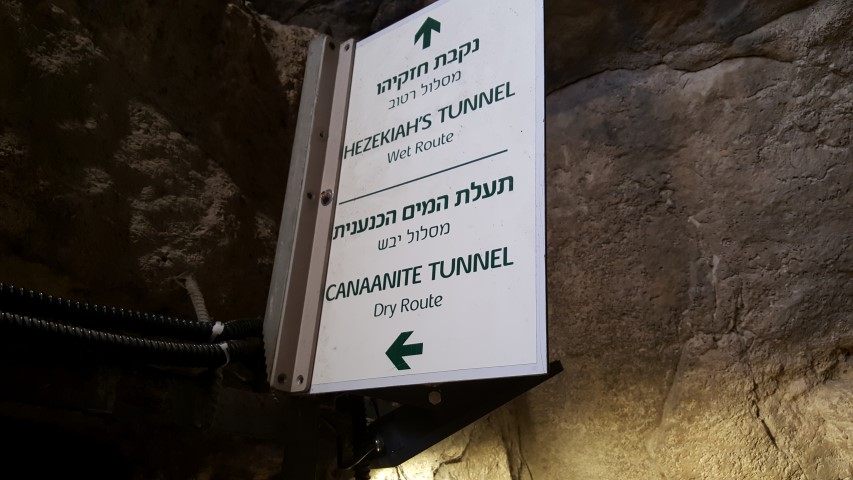 נקבת חזקיהו
מסלול רטוב
HEZEKIAH'S TUNNEL
Wet Route
תעלת המים הכנענית
מסלול יבש
CANAANITE TUNNEL
Dry Route